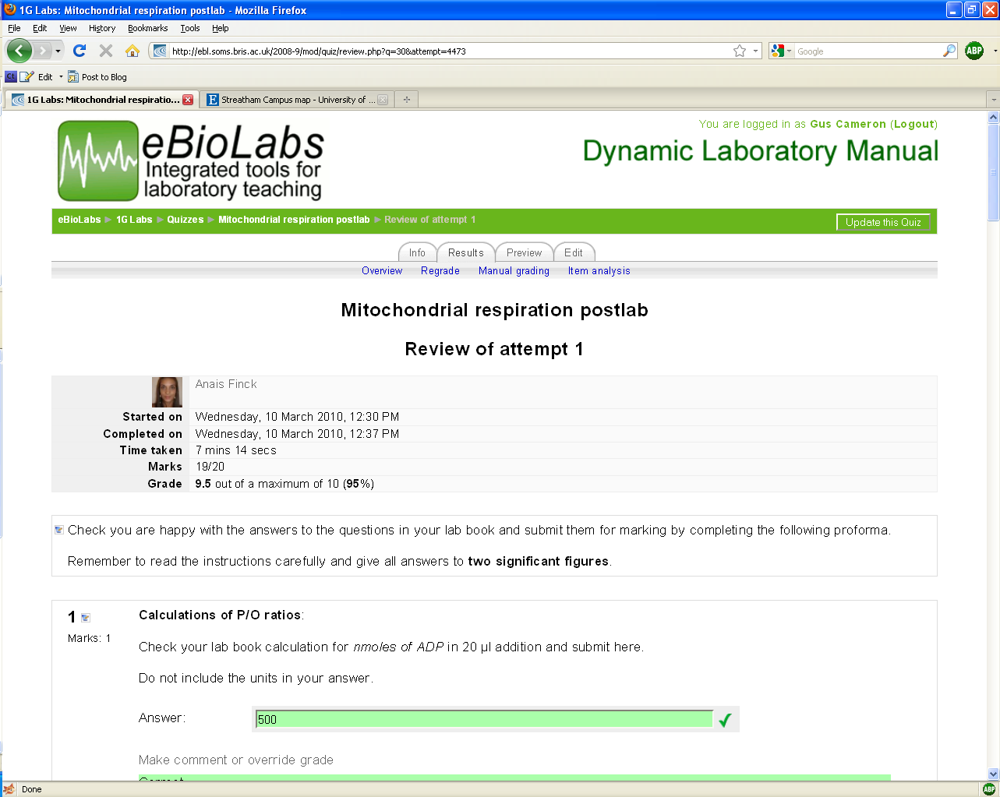 1G Labs: Mitochondrial respiration postlab - Mozilla Firefox
File Edit View History Bookmarks Tools Help
http://ebl.soms.bris.ac.uk/2008-9/mod/quiz/review.php?q=30&attempt=4473
Google
ABP
Ct Edit Post to Blog
1G Labs: Mitochondrial respiratio... E Streatham Campus map - University of ...
You are logged in as Gus Cameron (Logout)
eBioLabs
Integrated tools for
laboratory teaching
Dynamic Laboratory Manual
eBioLabs ► 1G Labs ► Quizzes ► Mitochondrial respiration postlab ► Review of attempt 1
Update this Quiz
Info Results Preview Edit
Overview Regrade Manual grading Item analysis
Mitochondrial respiration postlab
Review of attempt 1
Anais Finck
Started on Wednesday, 10 March 2010, 12:30 PM
Completed on Wednesday, 10 March 2010, 12:37 PM
Time taken 7 mins 14 secs
Marks 19/20
Grade 9.5 out of a maximum of 10 (95%)
Check you are happy with the answers to the questions in your lab book and submit them for marking by completing the following proforma.
Remember to read the instructions carefully and give all answers to two significant figures.
1 Calculations of P/O ratios:
Marks: 1
Check your lab book calculation for nmoles of ADP in 20 µl addition and submit here.
Do not include the units in your answer.
Answer: 500
Make comment or override grade
Correct
Done
ABP